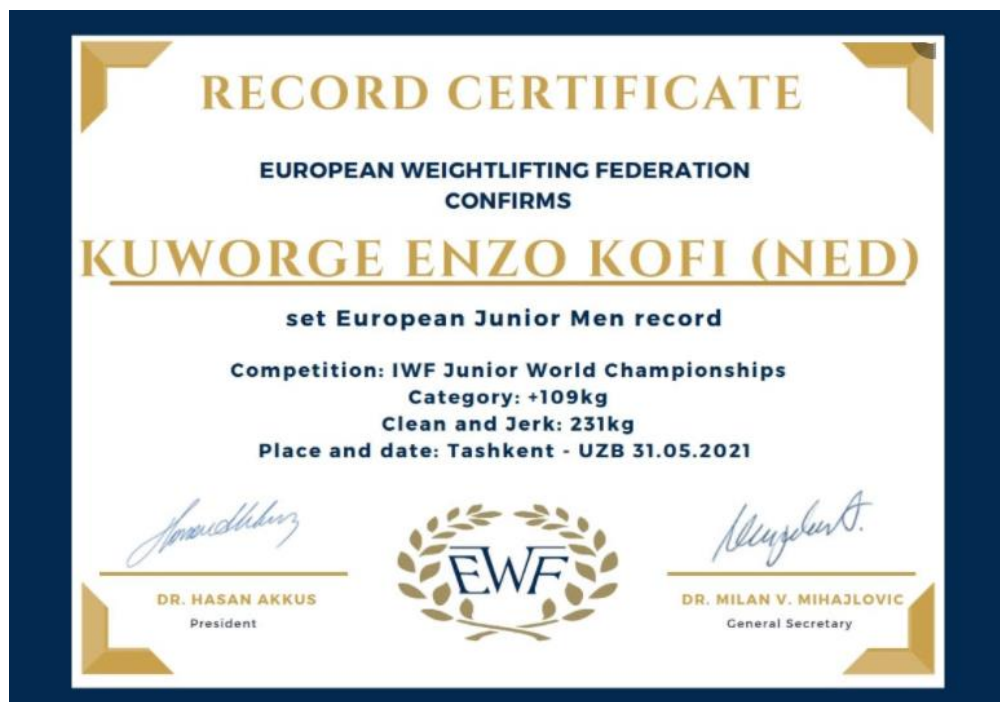 RECORD CERTIFICATE
EUROPEAN WEIGHTLIFTING FEDERATION
CONFIRMS
KUWORGE ENZO KOFI (NED)
set European Junior Men record
Competition: IWF Junior World Championships
Category: +109kg
Clean and Jerk: 231kg
Place and date: Tashkent - UZB 31.05.2021
EWF
DR. HASAN AKKUS
President
DR. MILAN V. MIHAJLOVIC
General Secretary